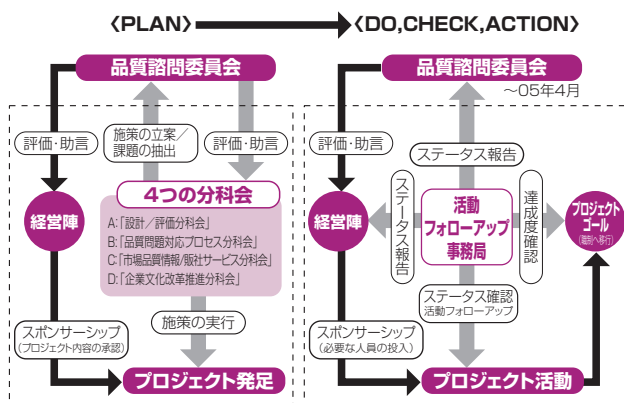 〈PLAN〉
〈DO,CHECK,ACTION〉
品質諮問委員会
評価・助言
施策の立案／
課題の抽出
評価・助言
経営陣
4つの分科会
A：「設計／評価分科会」
B：「品質問題対応プロセス分科会」
C：「市場品質情報/販社サービス分科会」
D：「企業文化改革推進分科会」
スポンサーシップ
（プロジェクト内容の承認）
施策の実行
プロジェクト発足
品質諮問委員会
〜05年4月
評価・助言
ステータス報告
経営陣
ステータス報告
活動
フォローアップ
事務局
達成度確認
プロジェクト
ゴール
（職制へ移行）
ステータス確認
活動フォローアップ
スポンサーシップ
（必要な人員の投入）
プロジェクト活動